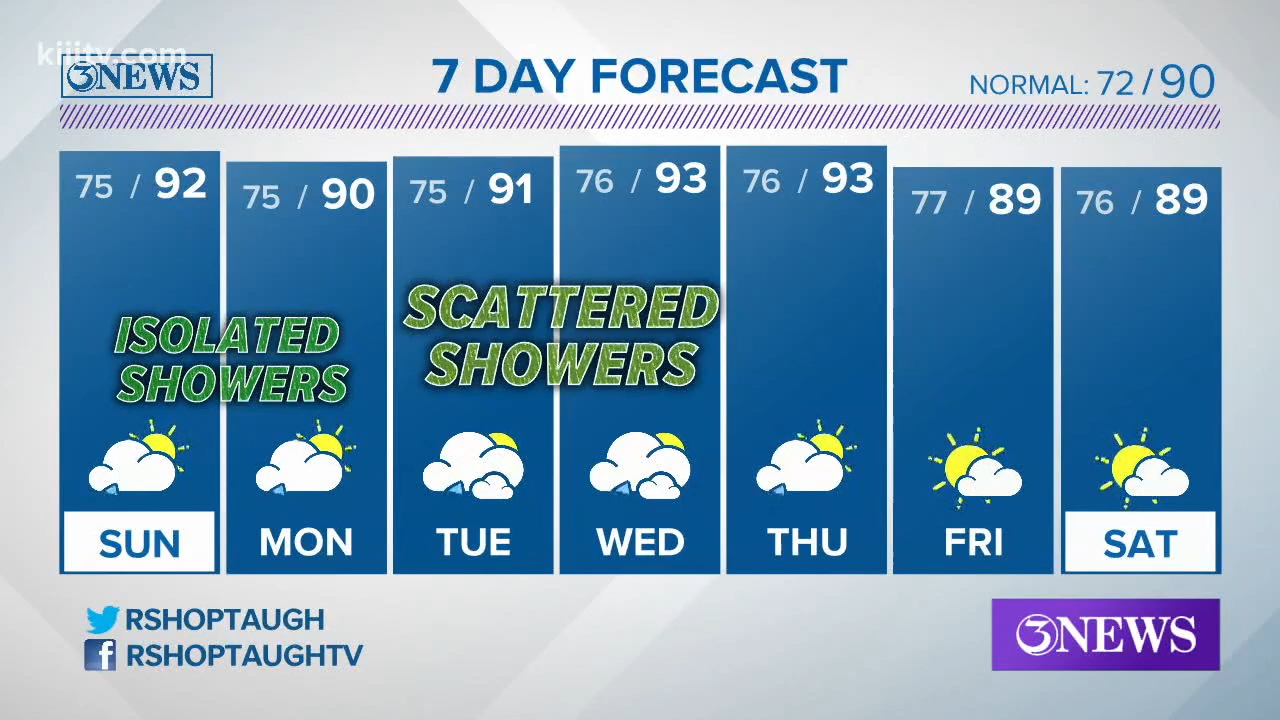 kiiitv.com
3NEWS
7 DAY FORECAST
NORMAL: 72 / 90
75 / 92
75 / 90
75 / 91
76 / 93
76 / 93
77 / 89
76 / 89
ISOLATED
SHOWERS
SCATTERED
SHOWERS
SUN
MON
TUE
WED
THU
FRI
SAT
RSHOPTAUGH
f RSHOPTAUGHTV
3NEWS